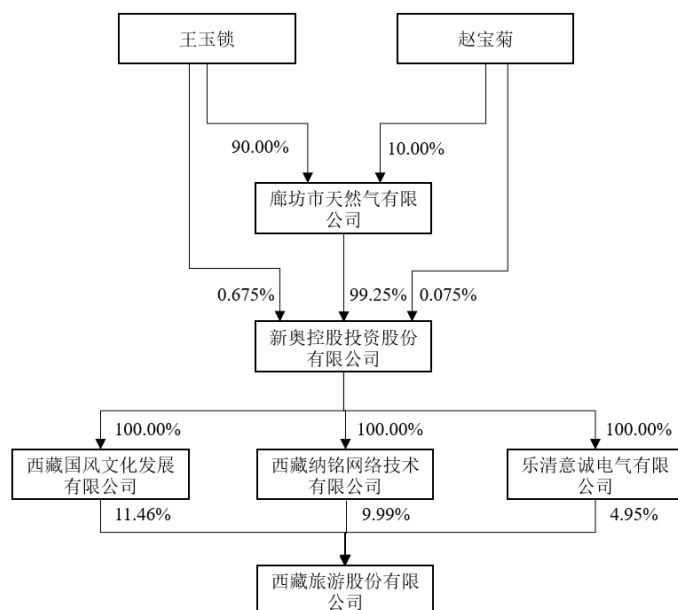 王玉锁
赵宝菊
90.00%
10.00%
廊坊市天然气有限
公司
0.675%
99.25%
0.075%
新奥控股投资股份
有限公司
100.00%
100.00%
100.00%
西藏国风文化发展
有限公司
西藏纳铭网络技术
有限公司
乐清意诚电气有限
公司
11.46%
9.99%
4.95%
西藏旅游股份有限
公司